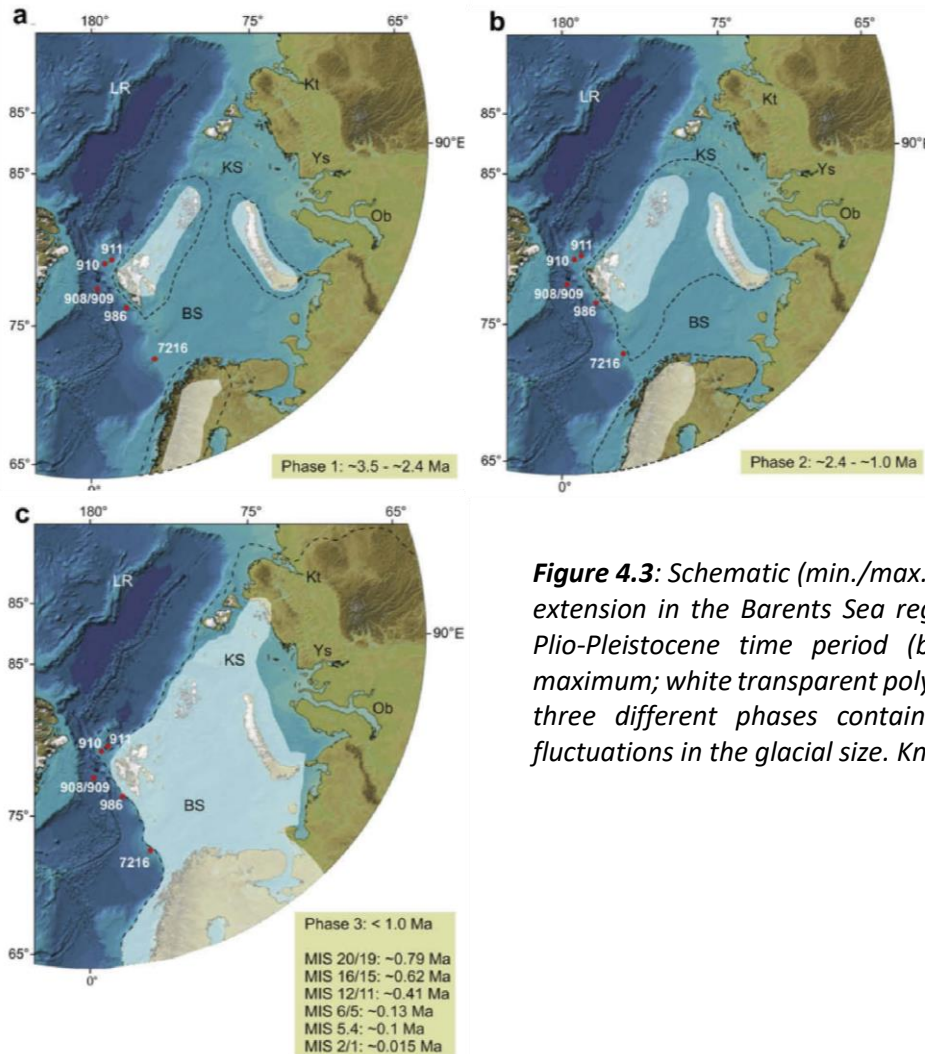 a
180°
75°
65°
LR
Kt
85°
90°E
Ys
85°
KS
Ob
911
910
908/909
986
BS
75°
7216
65°
Phase 1: ~3.5 - ~2.4 Ma
0°
b
180°
75°
65°
LR
Kt
85°
90°E
Ys
85°
KS
Ob
911
910
908/909
986
BS
75°
7216
65°
Phase 2: ~2.4 - ~1.0 Ma
0°
c
180°
75°
65°
LR
Kt
85°
90°E
KS
Ys
85°
Ob
910
911
908/909
986
BS
75°
7216
65°
0°
Phase 3: < 1.0 Ma
MIS 20/19: ~0.79 Ma
MIS 16/15: ~0.62 Ma
MIS 12/11: ~0.41 Ma
MIS 6/5: ~0.13 Ma
MIS 5.4: ~0.1 Ma
MIS 2/1: ~0.015 Ma
Figure 4.3: Schematic (min./max.
extension in the Barents Sea reg
Plio-Pleistocene time period (b
maximum; white transparent poly
three different phases contain
fluctuations in the glacial size. Kn